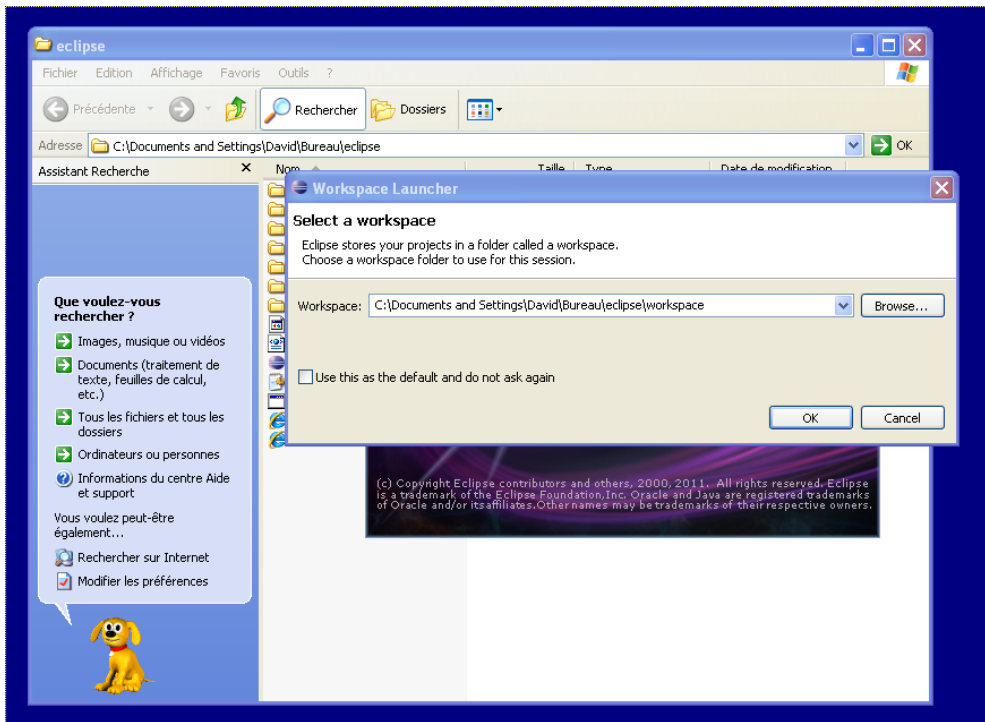 eclipse
Fichier Edition Affichage Favoris Outils ?
Précédente Rechercher Dossiers
Adresse C:\Documents and Settings\David\Bureau\eclipse OK
Assistant Recherche
Nom Taille Type Date de modification
Workspace Launcher
Select a workspace
Eclipse stores your projects in a folder called a workspace.
Choose a workspace folder to use for this session.
Workspace: C:\Documents and Settings\David\Bureau\eclipse\workspace Browse...
Use this as the default and do not ask again
OK Cancel
Que voulez-vous
rechercher ?
Images, musique ou vidéos
Documents (traitement de
texte, feuilles de calcul,
etc.)
Tous les fichiers et tous les
dossiers
Ordinateurs ou personnes
Informations du centre Aide
et support
Vous voulez peut-être
également...
Rechercher sur Internet
Modifier les préférences
(c) Copyright Eclipse contributors and others, 2000, 2011. All rights reserved. Eclipse
is a trademark of the Eclipse Foundation,Inc. Oracle and Java are registered trademarks
of Oracle and/or itsaffiliates.Other names may be trademarks of their respective owners.